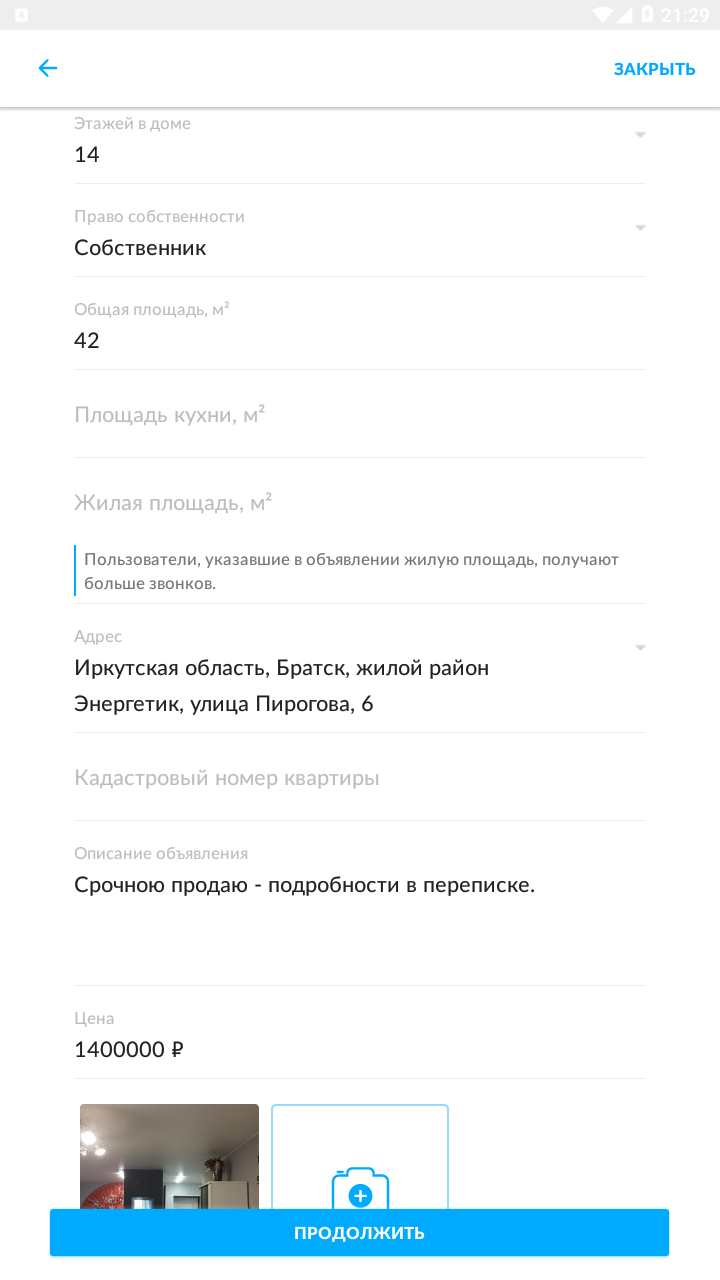 21:29
ЗАКРЫТЬ
Этажей в доме
14
Право собственности
Собственник
Общая площадь, м²
42
Площадь кухни, м²
Жилая площадь, м²
Пользователи, указавшие в объявлении жилую площадь, получают
больше звонков.
Адрес
Иркутская область, Братск, жилой район
Энергетик, улица Пирогова, 6
Кадастровый номер квартиры
Описание объявления
Срочною продаю - подробности в переписке.
Цена
1400000 ₽
ПРОДОЛЖИТЬ